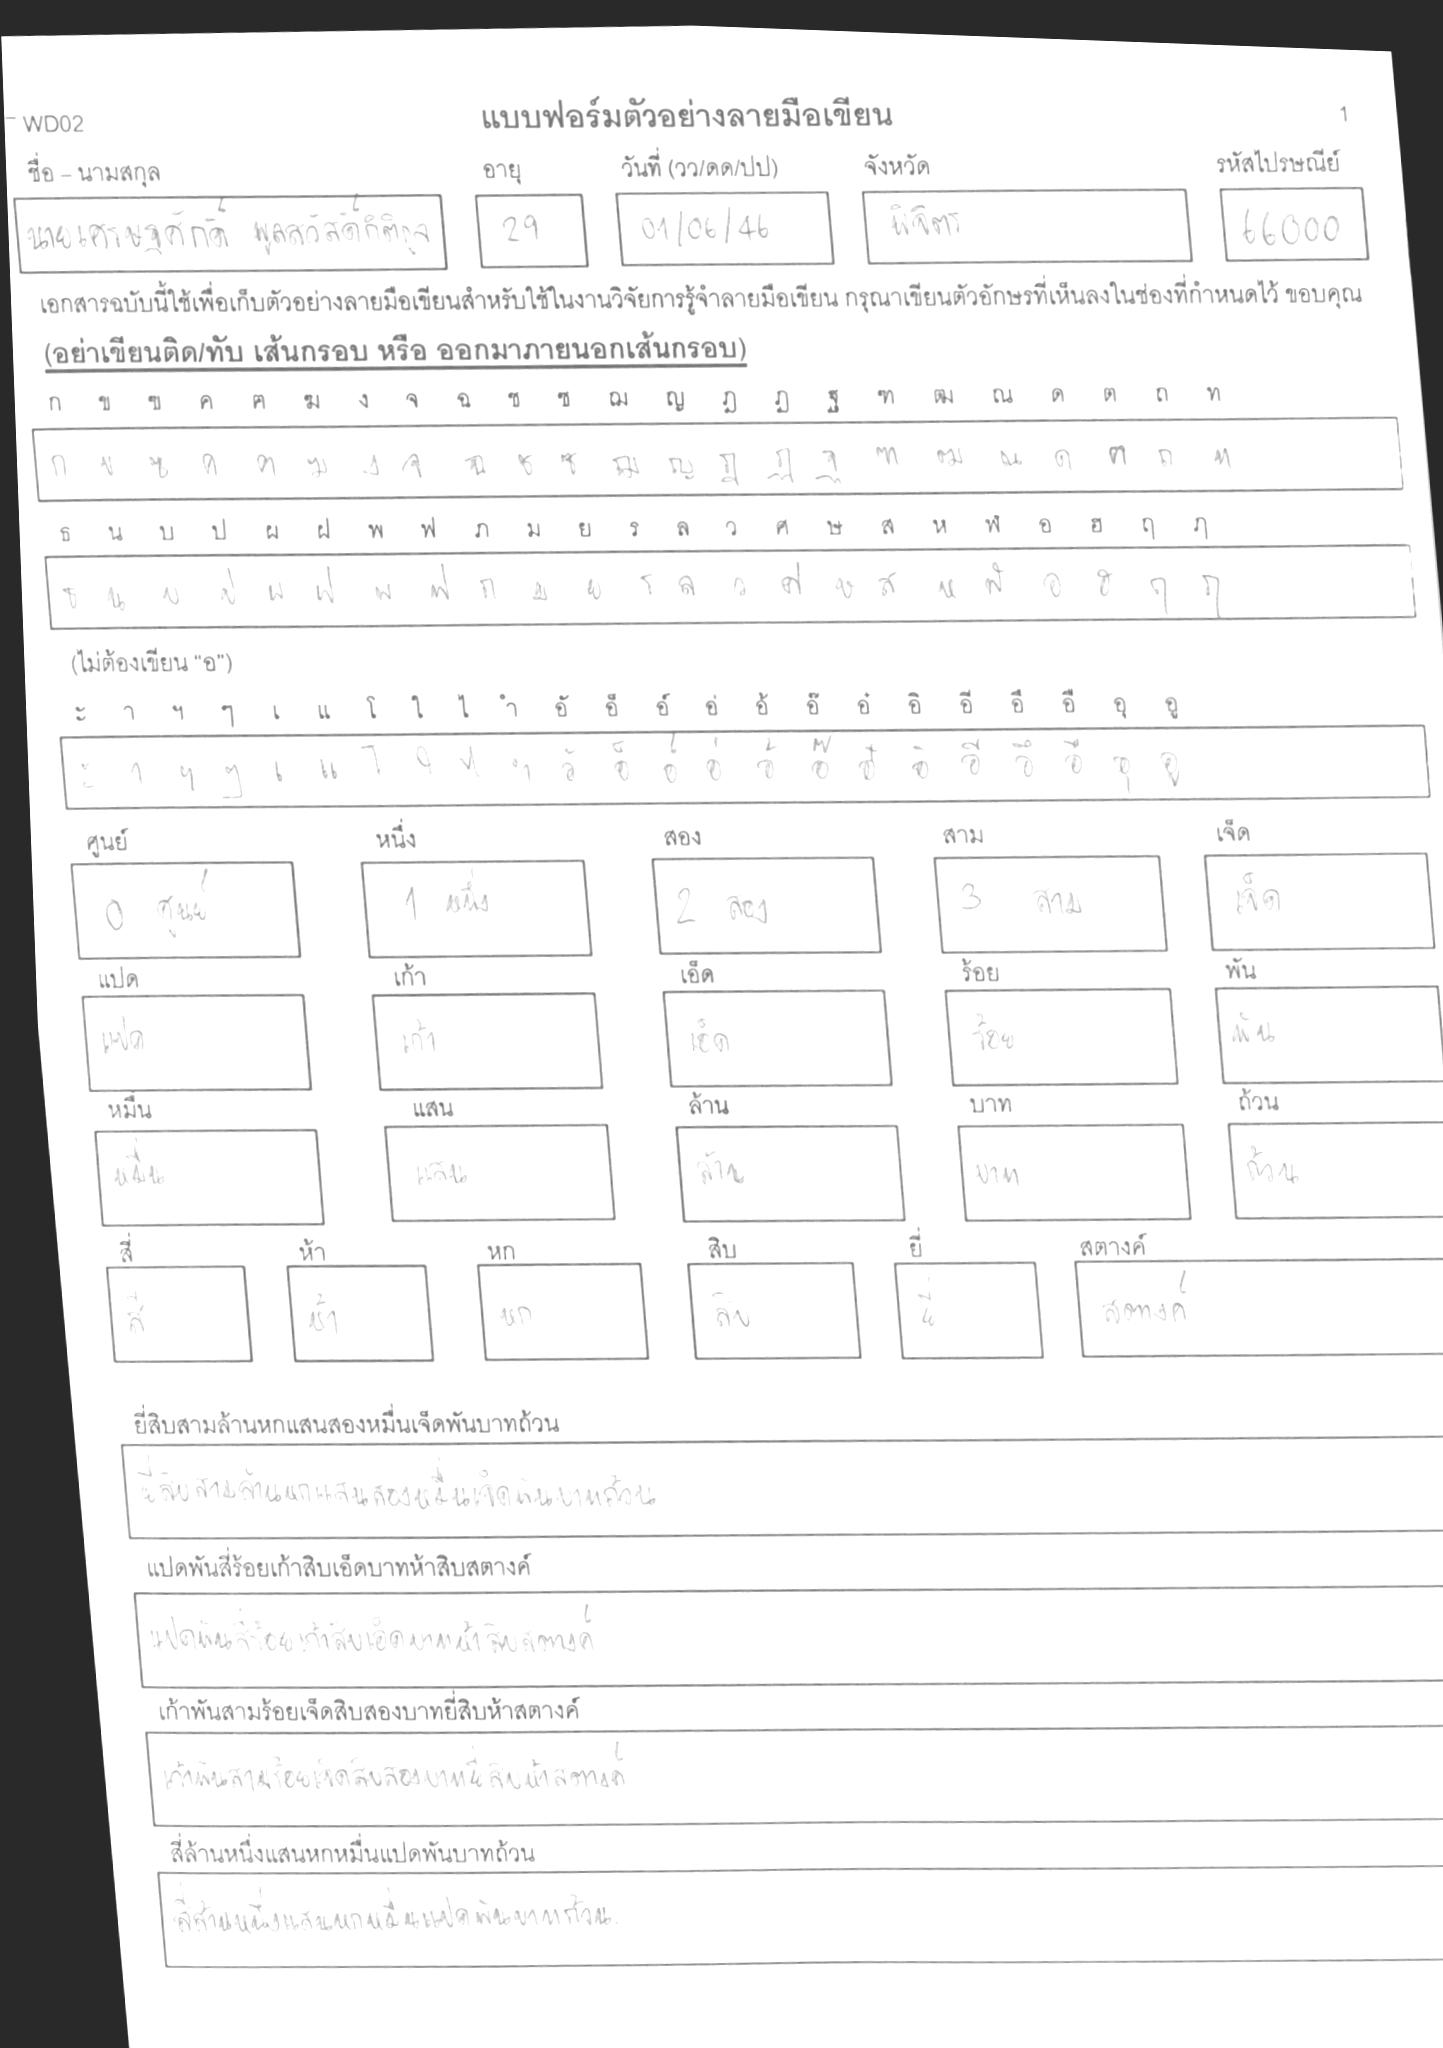 WD02 แบบฟอร์มตัวอย่างลายมือเขียน 1
ชื่อ – นามสกุล อายุ วันที่ (วว/ดด/ปป) จังหวัด รหัสไปรษณีย์
นายเศรษฐศักดิ์ พูลสวัสดิ์กิติกูล 29 01/06/46 พิจิตร 66000
เอกสารฉบับนี้ใช้เพื่อเก็บตัวอย่างลายมือเขียนสำหรับใช้ในงานวิจัยการรู้จำลายมือเขียน กรุณาเขียนตัวอักษรที่เห็นลงในช่องที่กำหนดไว้ ขอบคุณ
(อย่าเขียนติด/ทับ เส้นกรอบ หรือ ออกมาภายนอกเส้นกรอบ)
ก ข ฃ ค ฅ ฆ ง จ ฉ ช ซ ฌ ญ ฎ ฏ ฐ ฑ ฒ ณ ด ต ถ ท
ก ข ฃ ค ฅ ฆ ง จ ฉ ช ซ ฌ ญ ฎ ฏ ฐ ฑ ฒ ณ ด ต ถ ท
ธ น บ ป ผ ฝ พ ฟ ภ ม ย ร ล ว ศ ษ ส ห ฬ อ ฮ ฤ ฦ
ธ น บ ป ผ ฝ พ ฟ ภ ม ย ร ล ว ศ ษ ส ห ฬ อ ฮ ฤ ฦ
(ไม่ต้องเขียน "อ")
ะ า ฯ ๆ เ แ โ ใ ไ ำ อั อ็ อ์ อ่ อ้ อ๊ อ๋ อิ อี อึ อื อุ อู
ะ า ฯ ๆ เ แ โ ใ ไ ำ อั อ็ อ์ อ่ อ้ อ๊ อ๋ อิ อี อึ อื อุ อู
ศูนย์ หนึ่ง สอง สาม เจ็ด
0 ศูนย์ 1 หนึ่ง 2 สอง 3 สาม เจ็ด
แปด เก้า เอ็ด ร้อย พัน
แปด เก้า เอ็ด ร้อย พัน
หมื่น แสน ล้าน บาท ถ้วน
หมื่น แสน ล้าน บาท ถ้วน
สี่ ห้า หก สิบ ยี่ สตางค์
สี่ ห้า หก สิบ ยี่ สตางค์
ยี่สิบสามล้านหกแสนสองหมื่นเจ็ดพันบาทถ้วน
ยี่สิบสามล้านหกแสนสองหมื่นเจ็ดพันบาทถ้วน
แปดพันสี่ร้อยเก้าสิบเอ็ดบาทห้าสิบสตางค์
แปดพันสี่ร้อยเก้าสิบเอ็ดบาทห้าสิบสตางค์
เก้าพันสามร้อยเจ็ดสิบสองบาทยี่สิบห้าสตางค์
เก้าพันสามร้อยเจ็ดสิบสองบาทยี่สิบห้าสตางค์
สี่ล้านหนึ่งแสนหกหมื่นแปดพันบาทถ้วน
สี่ล้านหนึ่งแสนหกหมื่นแปดพันบาทถ้วน